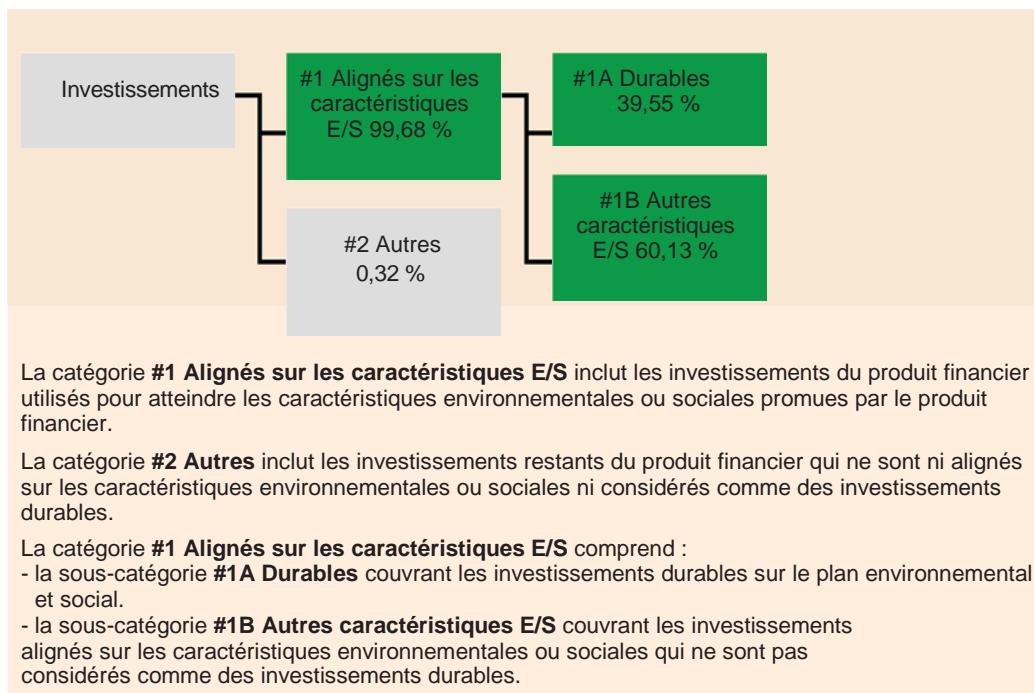 Investissements
#1 Alignés sur les
caractéristiques
E/S 99,68 %
#1A Durables
39,55 %
#1B Autres
caractéristiques
E/S 60,13 %
#2 Autres
0,32 %
La catégorie #1 Alignés sur les caractéristiques E/S inclut les investissements du produit financier
utilisés pour atteindre les caractéristiques environnementales ou sociales promues par le produit
financier.
La catégorie #2 Autres inclut les investissements restants du produit financier qui ne sont ni alignés
sur les caractéristiques environnementales ou sociales ni considérés comme des investissements
durables.
La catégorie #1 Alignés sur les caractéristiques E/S comprend :
- la sous-catégorie #1A Durables couvrant les investissements durables sur le plan environnemental
et social.
- la sous-catégorie #1B Autres caractéristiques E/S couvrant les investissements
alignés sur les caractéristiques environnementales ou sociales qui ne sont pas
considérés comme des investissements durables.